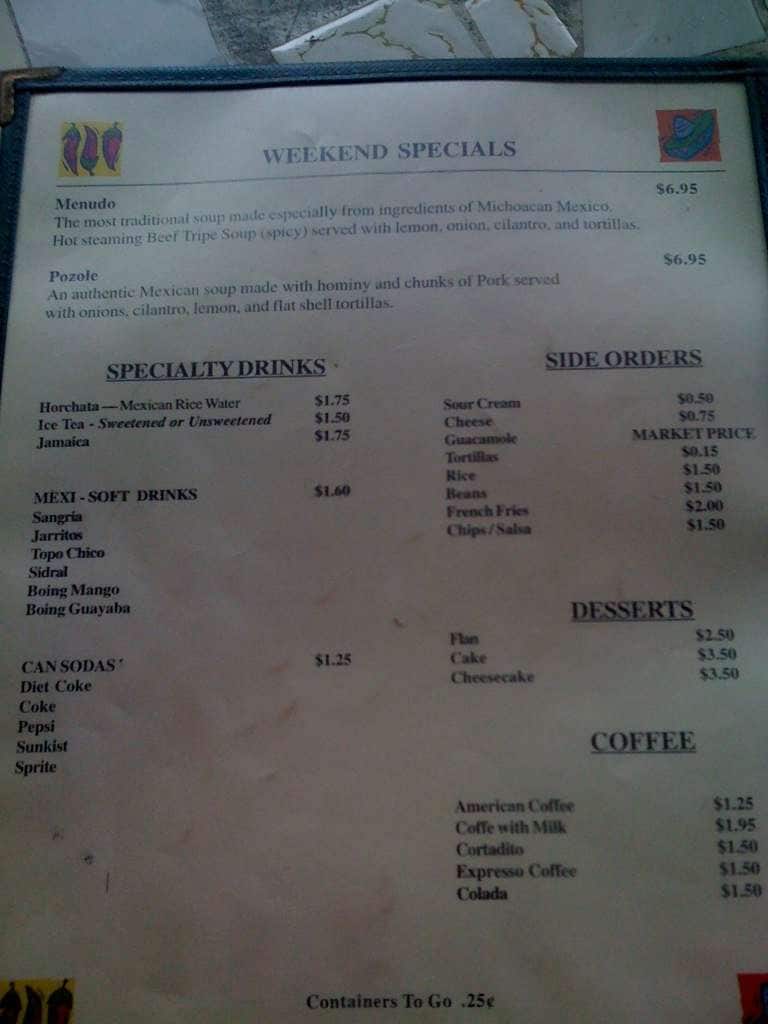 WEEKEND SPECIALS
Menudo $6.95
The most traditional soup made especially from ingredients of Michoacan Mexico.
Hot steaming Beef Tripe Soup (spicy) served with lemon, onion, cilantro, and tortillas.
Pozole $6.95
An authentic Mexican soup made with hominy and chunks of Pork served
with onions, cilantro, lemon, and flat shell tortillas.
SPECIALTY DRINKS
Horchata — Mexican Rice Water $1.75
Ice Tea - Sweetened or Unsweetened $1.50
Jamaica $1.75
MEXI - SOFT DRINKS $1.60
Sangria
Jarritos
Topo Chico
Sidral
Boing Mango
Boing Guayaba
CAN SODAS $1.25
Diet Coke
Coke
Pepsi
Sunkist
Sprite
SIDE ORDERS
Sour Cream $0.50
Cheese $0.75
Guacamole MARKET PRICE
Tortillas $0.15
Rice $1.50
Beans $1.50
French Fries $2.00
Chips / Salsa $1.50
DESSERTS
Flan $2.50
Cake $3.50
Cheesecake $3.50
COFFEE
American Coffee $1.25
Coffe with Milk $1.95
Cortadito $1.50
Expresso Coffee $1.50
Colada $1.50
Containers To Go .25¢